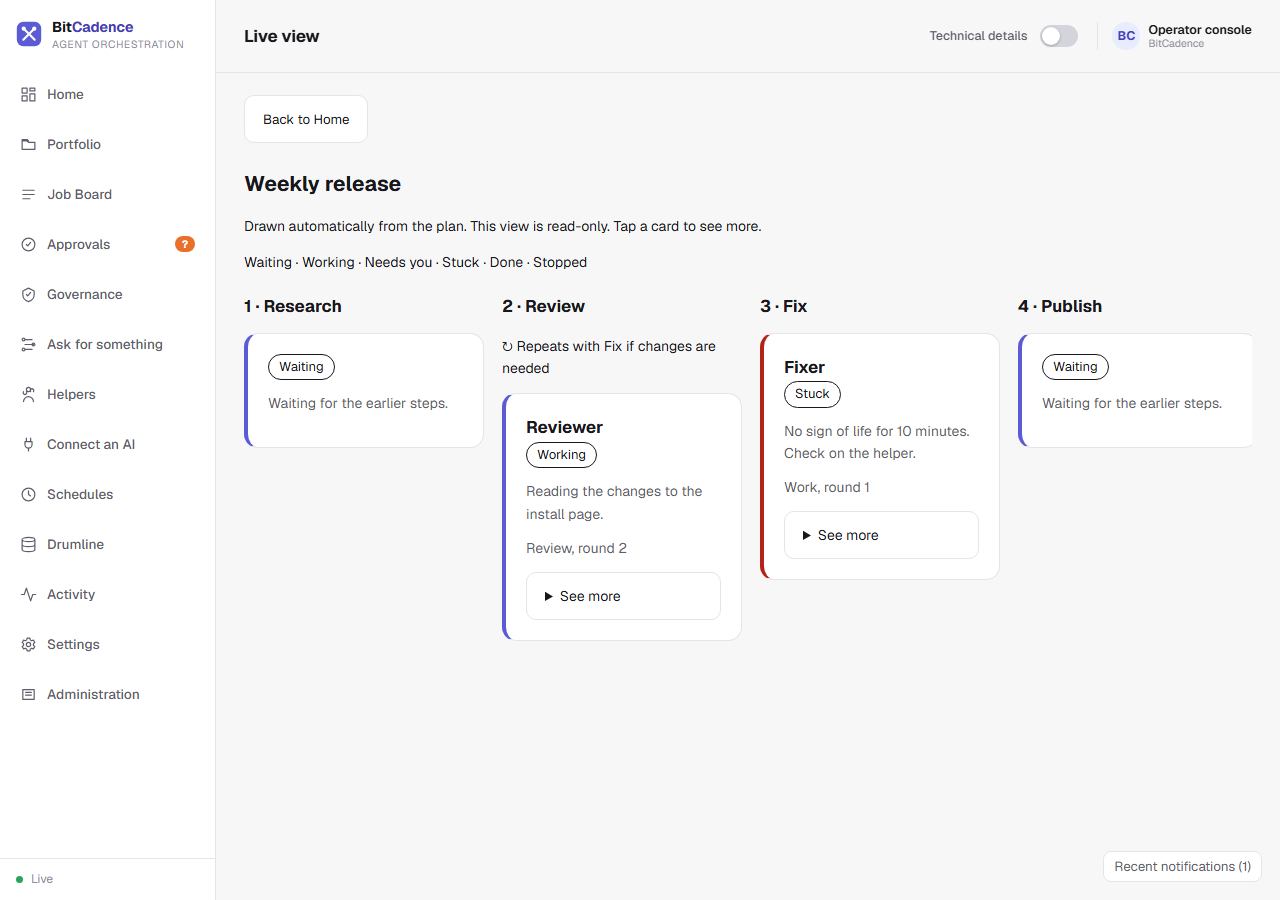 BitCadence
AGENT ORCHESTRATION
Home
Portfolio
Job Board
Approvals
?
Governance
Ask for something
Helpers
Connect an AI
Schedules
Drumline
Activity
Settings
Administration
Live
Live view
Technical details
BC
Operator console
BitCadence
Back to Home
Weekly release
Drawn automatically from the plan. This view is read-only. Tap a card to see more.
Waiting · Working · Needs you · Stuck · Done · Stopped
1 · Research
Waiting
Waiting for the earlier steps.
2 · Review
↻ Repeats with Fix if changes are
needed
Reviewer
Working
Reading the changes to the
install page.
Review, round 2
▶ See more
3 · Fix
Fixer
Stuck
No sign of life for 10 minutes.
Check on the helper.
Work, round 1
▶ See more
4 · Publish
Waiting
Waiting for the earlier steps.
Recent notifications (1)